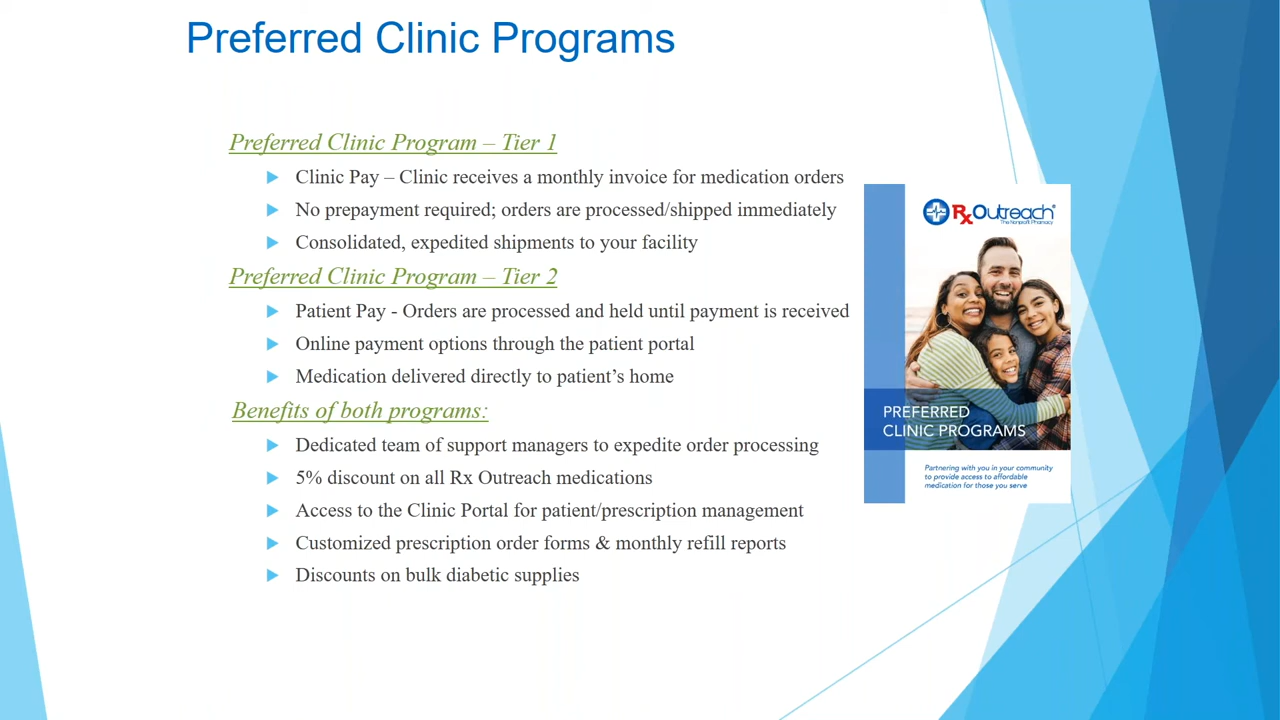 Preferred Clinic Programs
Preferred Clinic Program – Tier 1
Clinic Pay – Clinic receives a monthly invoice for medication orders
No prepayment required; orders are processed/shipped immediately
Consolidated, expedited shipments to your facility
Preferred Clinic Program – Tier 2
Patient Pay - Orders are processed and held until payment is received
Online payment options through the patient portal
Medication delivered directly to patient’s home
Benefits of both programs:
Dedicated team of support managers to expedite order processing
5% discount on all Rx Outreach medications
Access to the Clinic Portal for patient/prescription management
Customized prescription order forms & monthly refill reports
Discounts on bulk diabetic supplies
RxOutreach®
The Nonprofit Pharmacy
PREFERRED
CLINIC PROGRAMS
Partnering with you in your community
to provide access to affordable
medication for those you serve